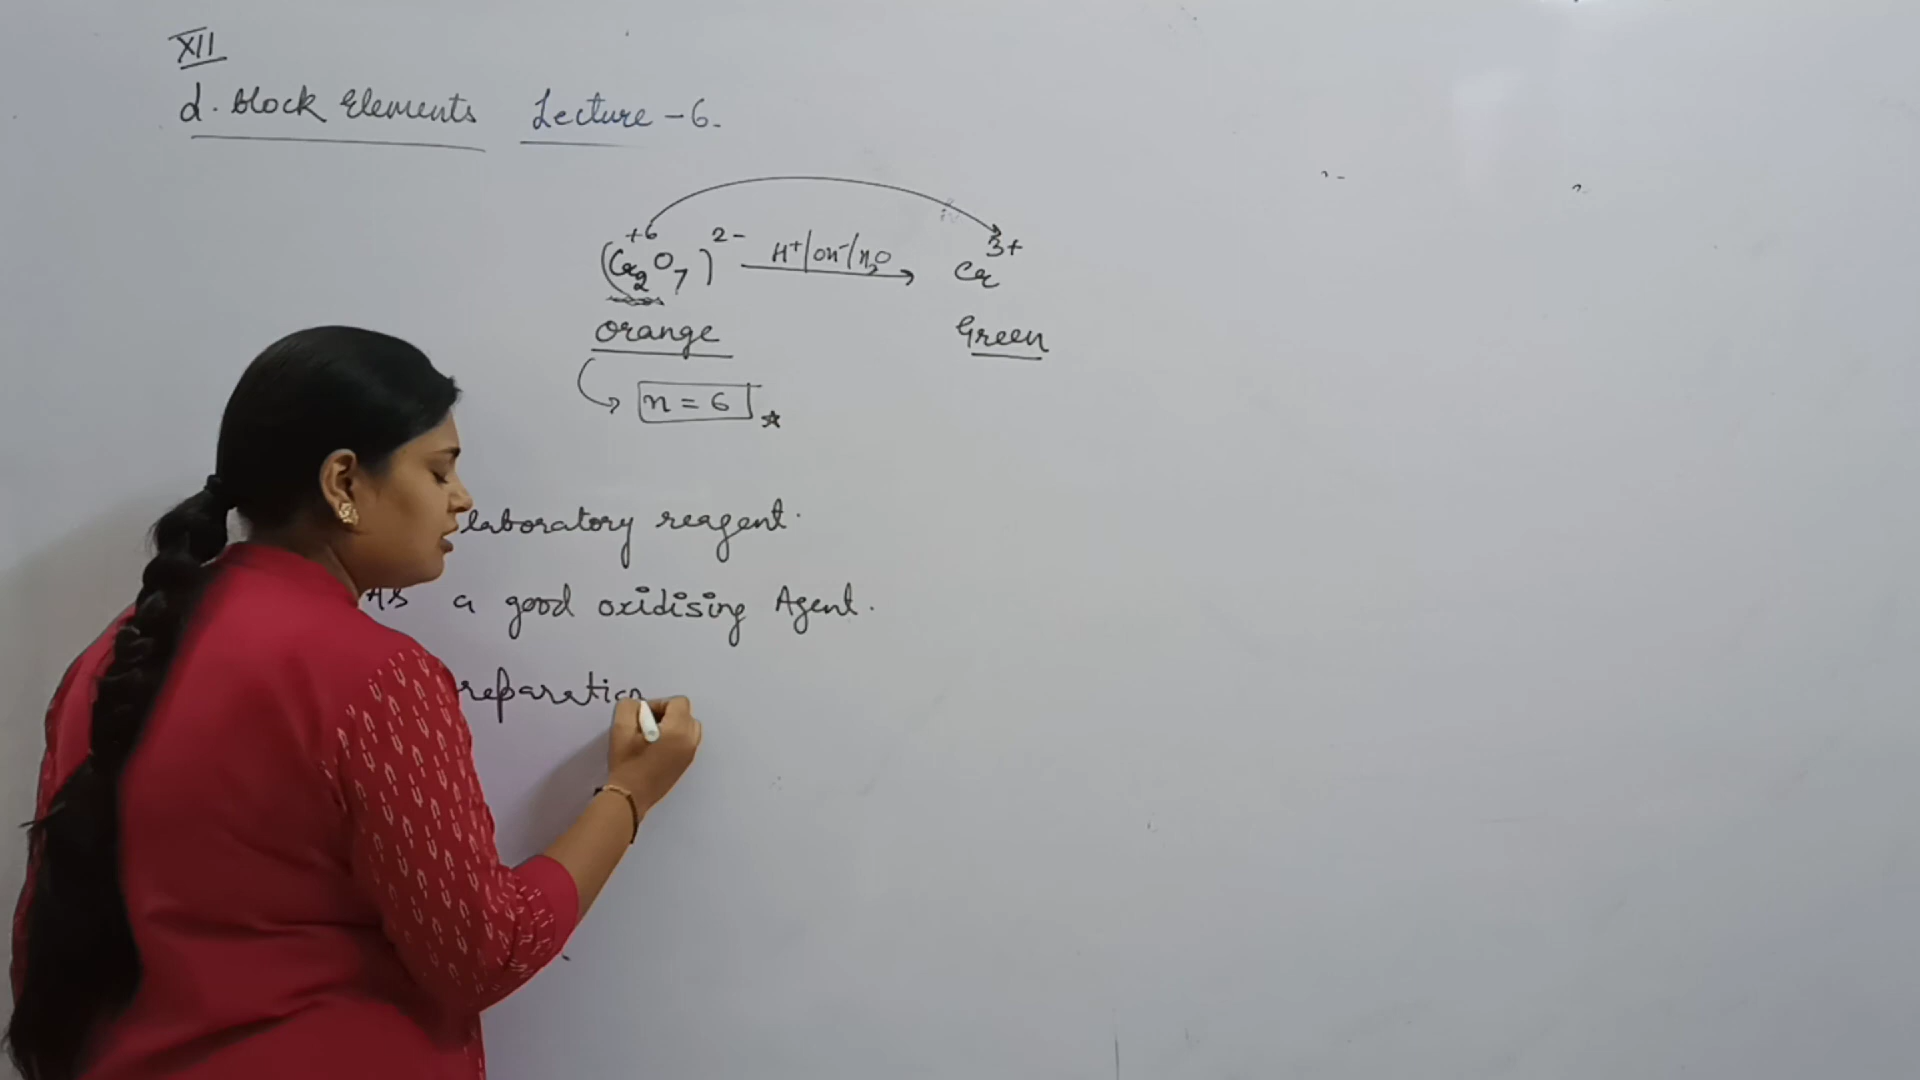 XII
d. Block Elements Lecture - 6.
(Cr2O7)2- +6 H+/OH-/H2O Cr3+
orange Green
n = 6
laboratory reagent.
As a good oxidising Agent.
reparation